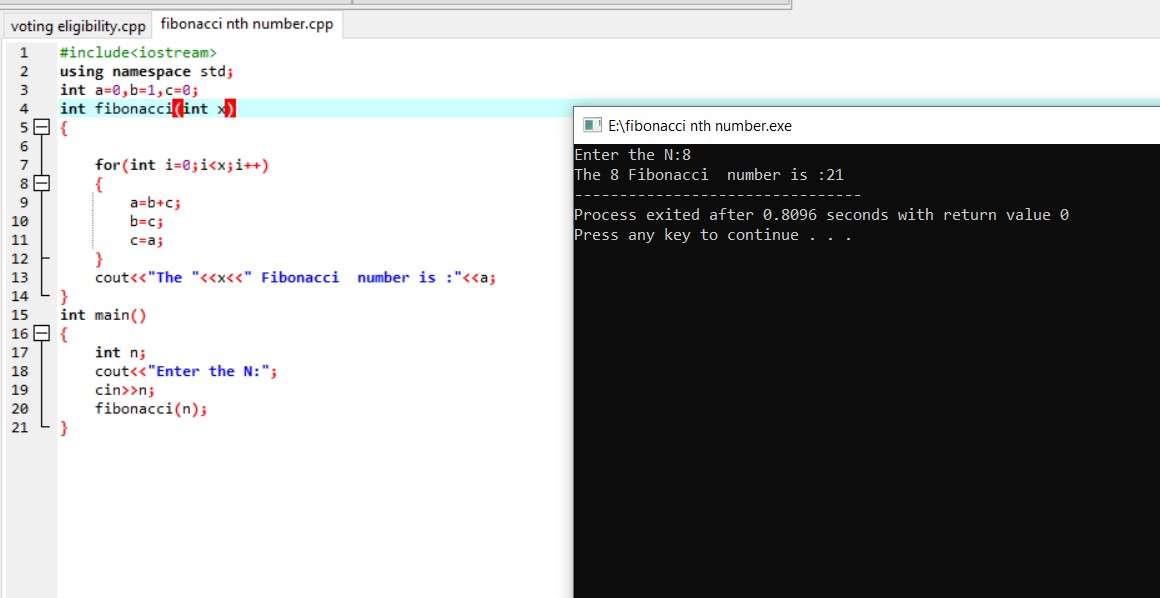 voting eligibility.cpp fibonacci nth number.cpp
1 #include<iostream>
2 using namespace std;
3 int a=0,b=1,c=0;
4 int fibonacci(int x)
5 {
6
7 for(int i=0;i<x;i++)
8 {
9 a=b+c;
10 b=c;
11 c=a;
12 }
13 cout<<"The "<<x<<" Fibonacci  number is :"<<a;
14 }
15 int main()
16 {
17 int n;
18 cout<<"Enter the N:";
19 cin>>n;
20 fibonacci(n);
21 }
E:\fibonacci nth number.exe
Enter the N:8
The 8 Fibonacci  number is :21
--------------------------------
Process exited after 0.8096 seconds with return value 0
Press any key to continue . . .